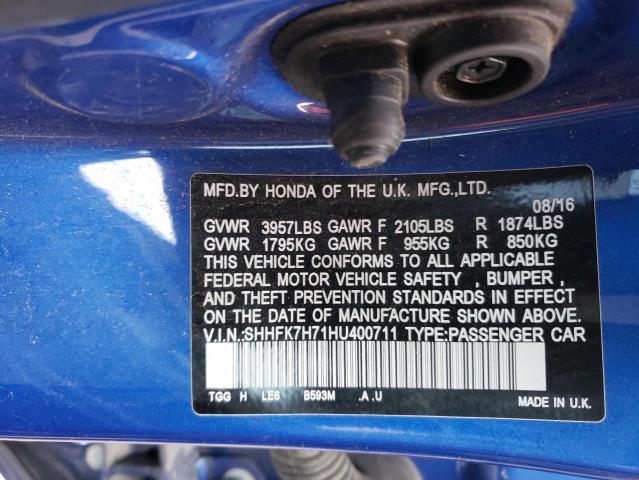 MFD.BY HONDA OF THE U.K. MFG.,LTD.
08/16
GVWR 3957LBS GAWR F 2105LBS R 1874LBS
GVWR 1795KG GAWR F 955KG R 850KG
THIS VEHICLE CONFORMS TO ALL APPLICABLE
FEDERAL MOTOR VEHICLE SAFETY , BUMPER ,
AND THEFT PREVENTION STANDARDS IN EFFECT
ON THE DATE OF MANUFACTURE SHOWN ABOVE.
V.I.N.:SHHFK7H71HU400711 TYPE:PASSENGER CAR
TGG H LE6 B593M .A .U
MADE IN U.K.